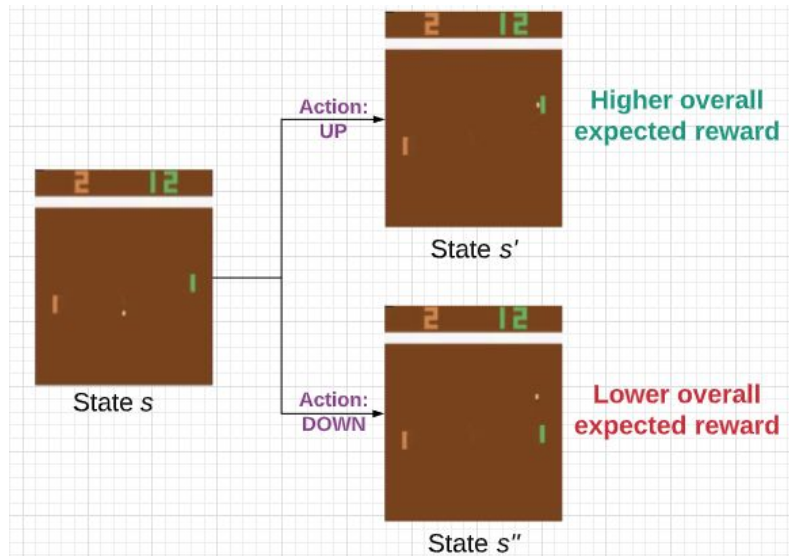 2 12
Action:
UP
Higher overall
expected reward
State s'
2 12
State s
2 12
Action:
DOWN
Lower overall
expected reward
State s"